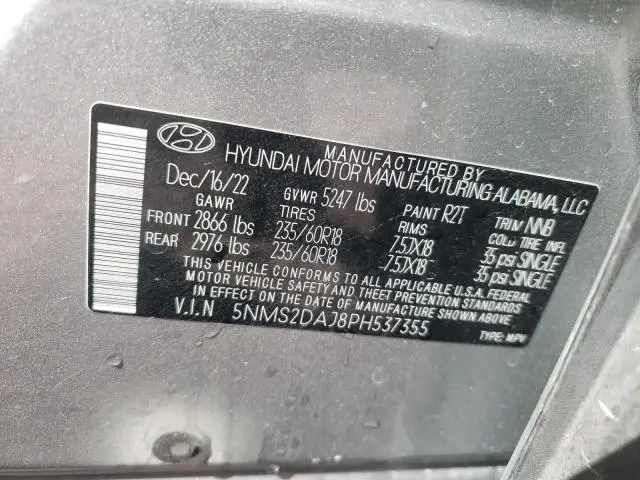 MANUFACTURED BY
HYUNDAI MOTOR MANUFACTURING ALABAMA, LLC
Dec/16/22 GVWR 5247 lbs PAINT R2T TRIM NNB
GAWR TIRES RIMS COLD TIRE INFL
FRONT 2866 lbs 235/60R18 7.5JX18 35 psi SINGLE
REAR 2976 lbs 235/60R18 -7.5JX18- 35 psi SINGLE
THIS VEHICLE CONFORMS TO ALL APPLICABLE U.S.A. FEDERAL
MOTOR VEHICLE SAFETY AND THEFT PREVENTION STANDARDS
IN EFFECT ON THE DATE OF MANUFACTURE SHOWN ABOVE.
V.I.N 5NMS2DAJ8PH537355 TYPE: MPV